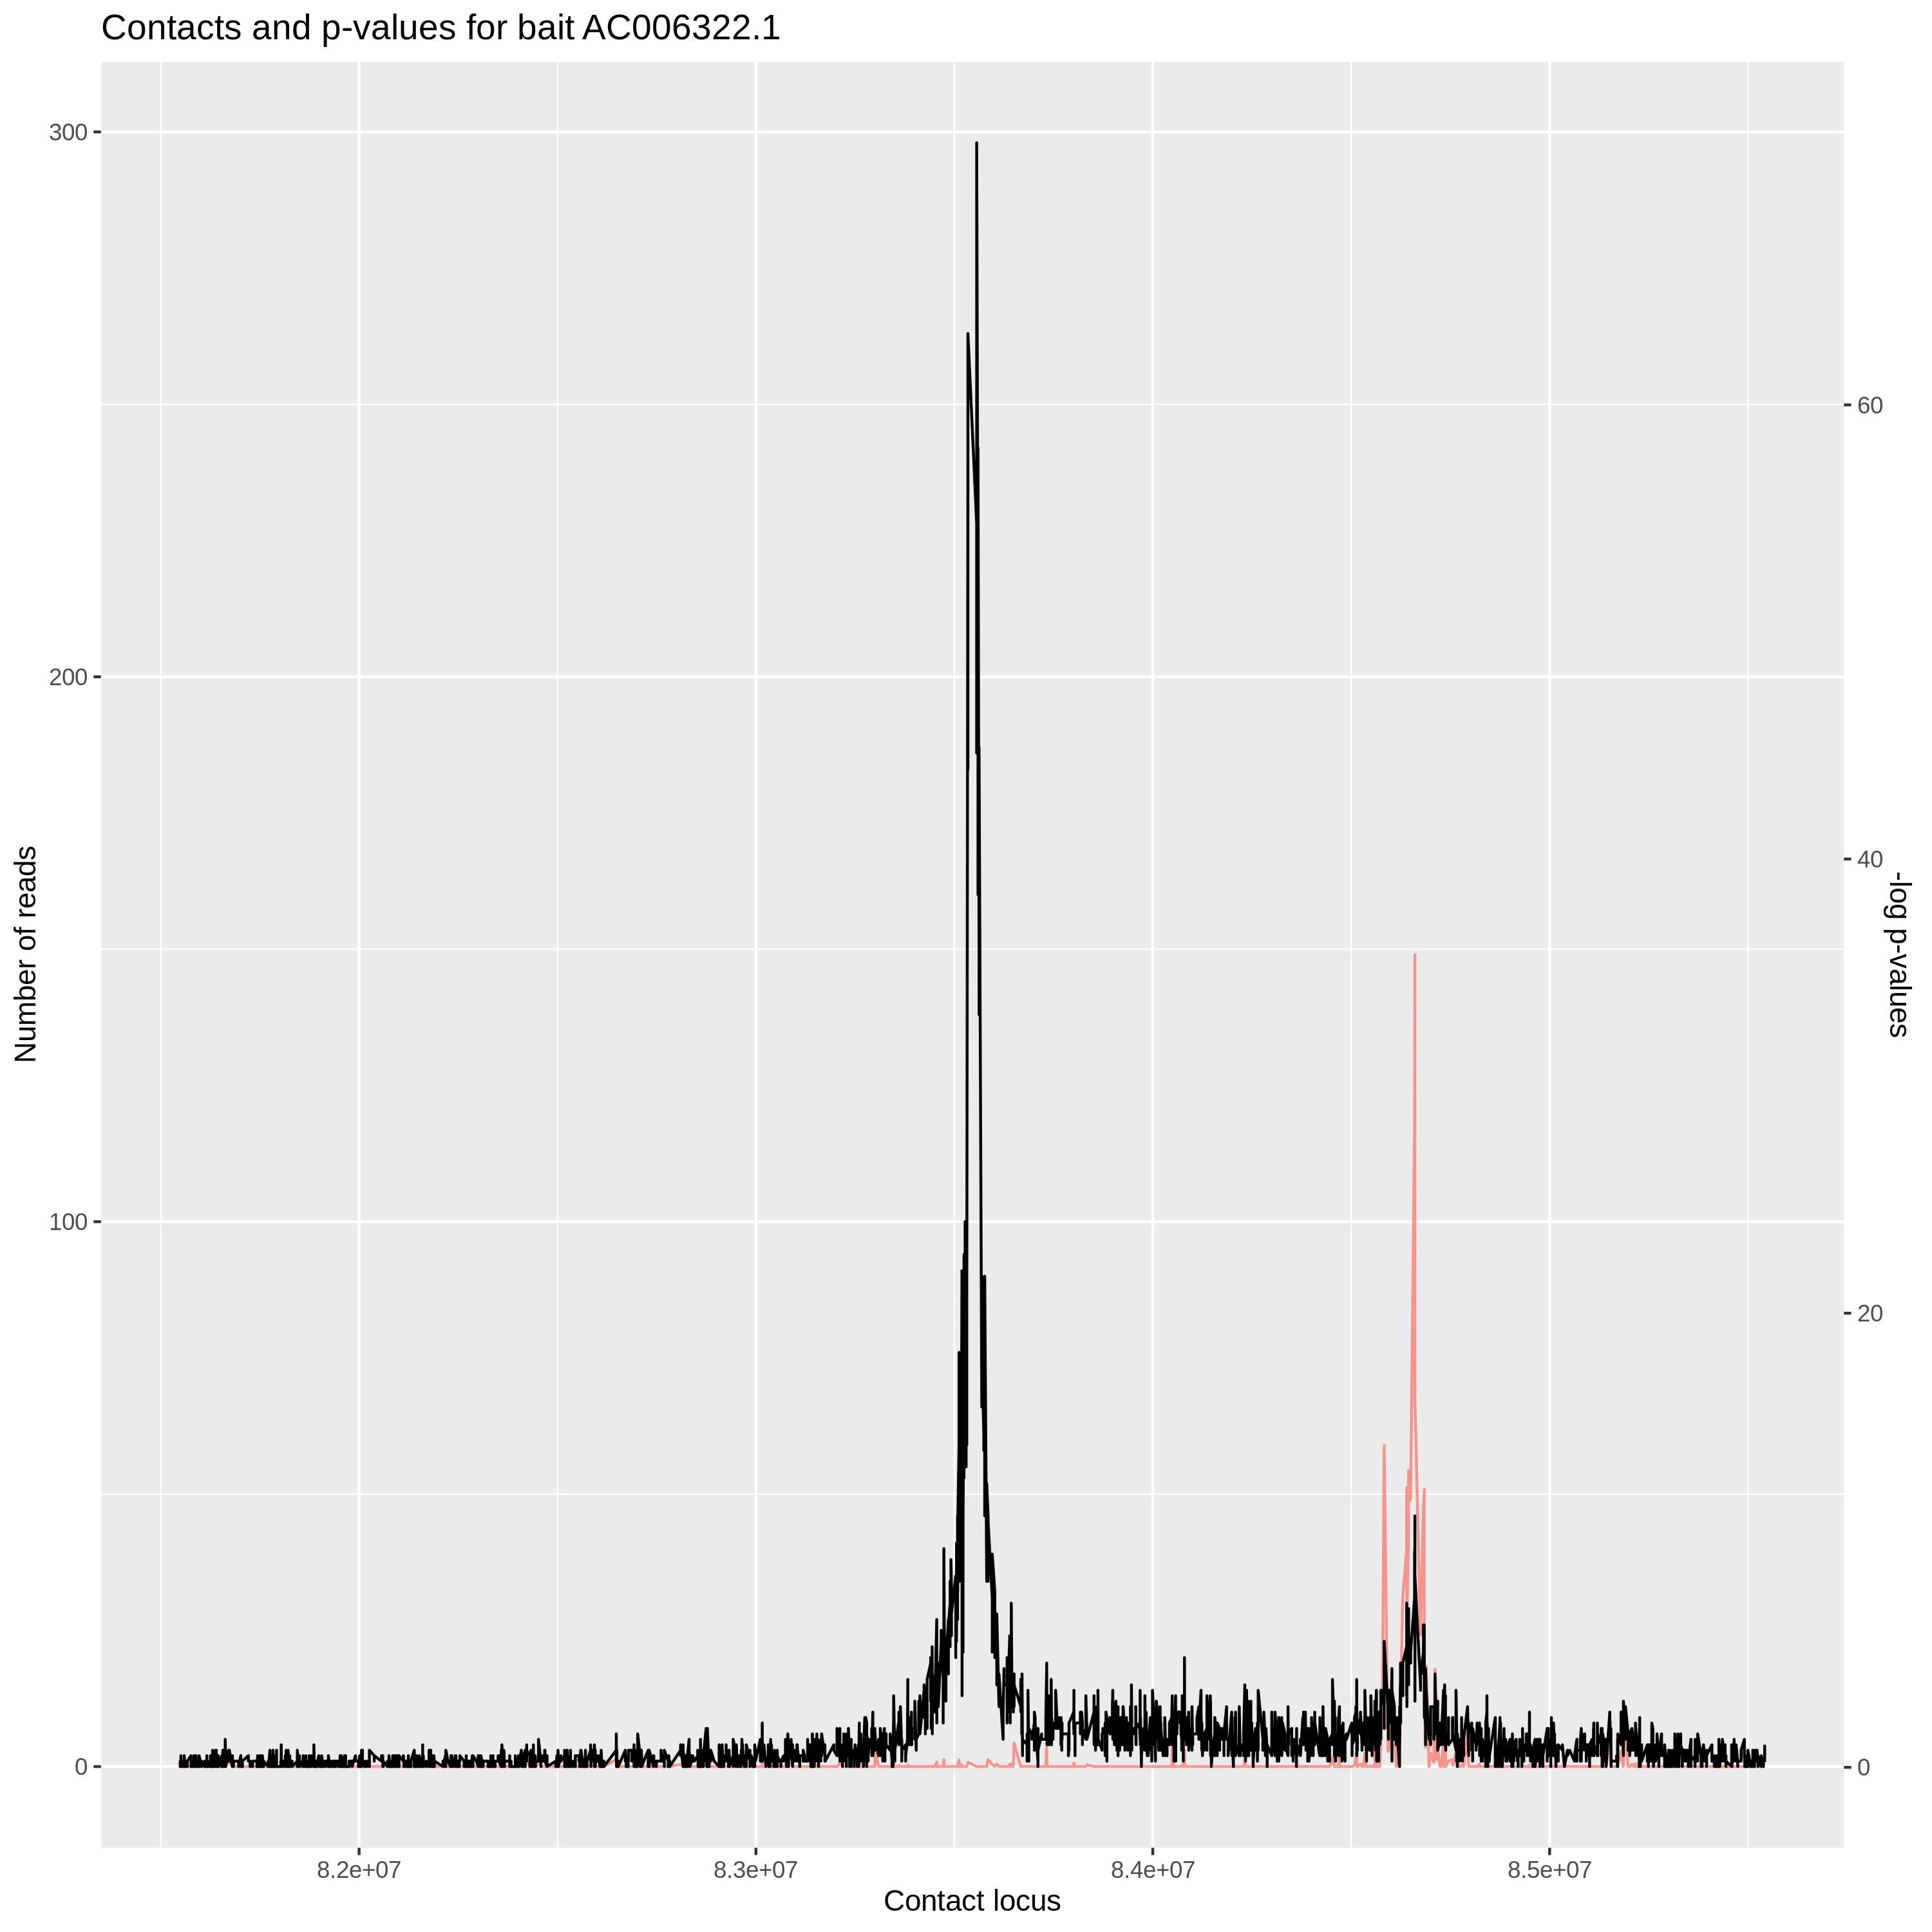 Contacts and p-values for bait AC006322.1
300
200
100
0
Number of reads
60
40
20
0
-log p-values
8.2e+07
8.3e+07
8.4e+07
8.5e+07
Contact locus